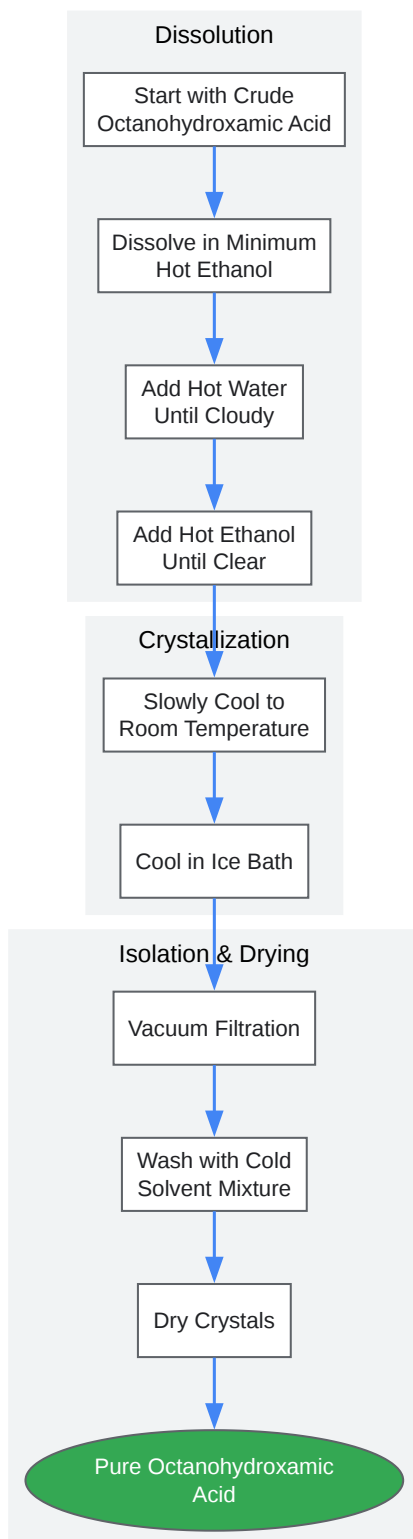 Dissolution
Start with Crude
Octanohydroxamic Acid
Dissolve in Minimum
Hot Ethanol
Add Hot Water
Until Cloudy
Add Hot Ethanol
Until Clear
Crystallization
Slowly Cool to
Room Temperature
Cool in Ice Bath
Isolation & Drying
Vacuum Filtration
Wash with Cold
Solvent Mixture
Dry Crystals
Pure Octanohydroxamic
Acid